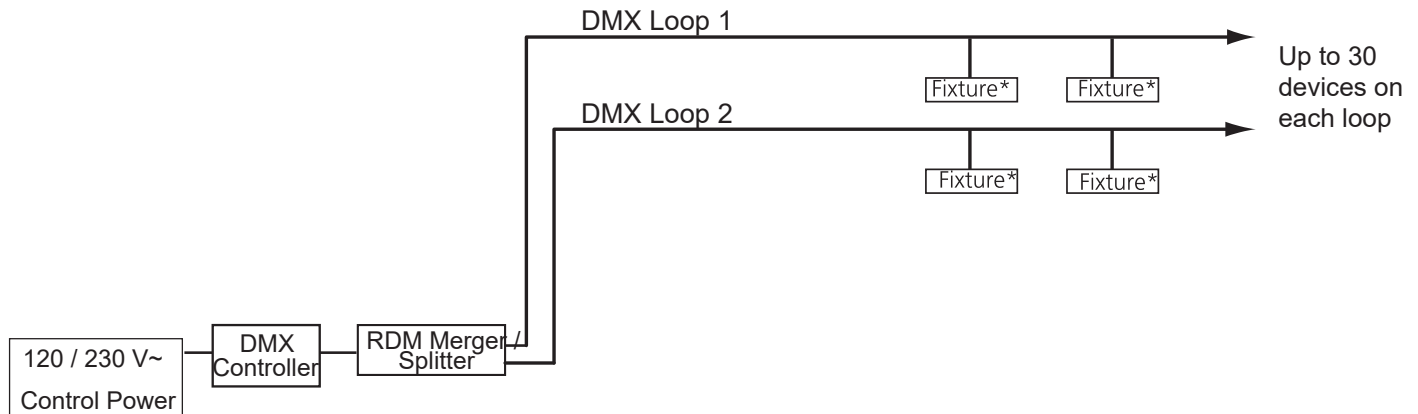 DMX Loop 1
Up to 30
devices on
each loop
Fixture*
Fixture*
DMX Loop 2
Fixture*
Fixture*
120 / 230 V~
Control Power
DMX
Controller
RDM Merger /
Splitter